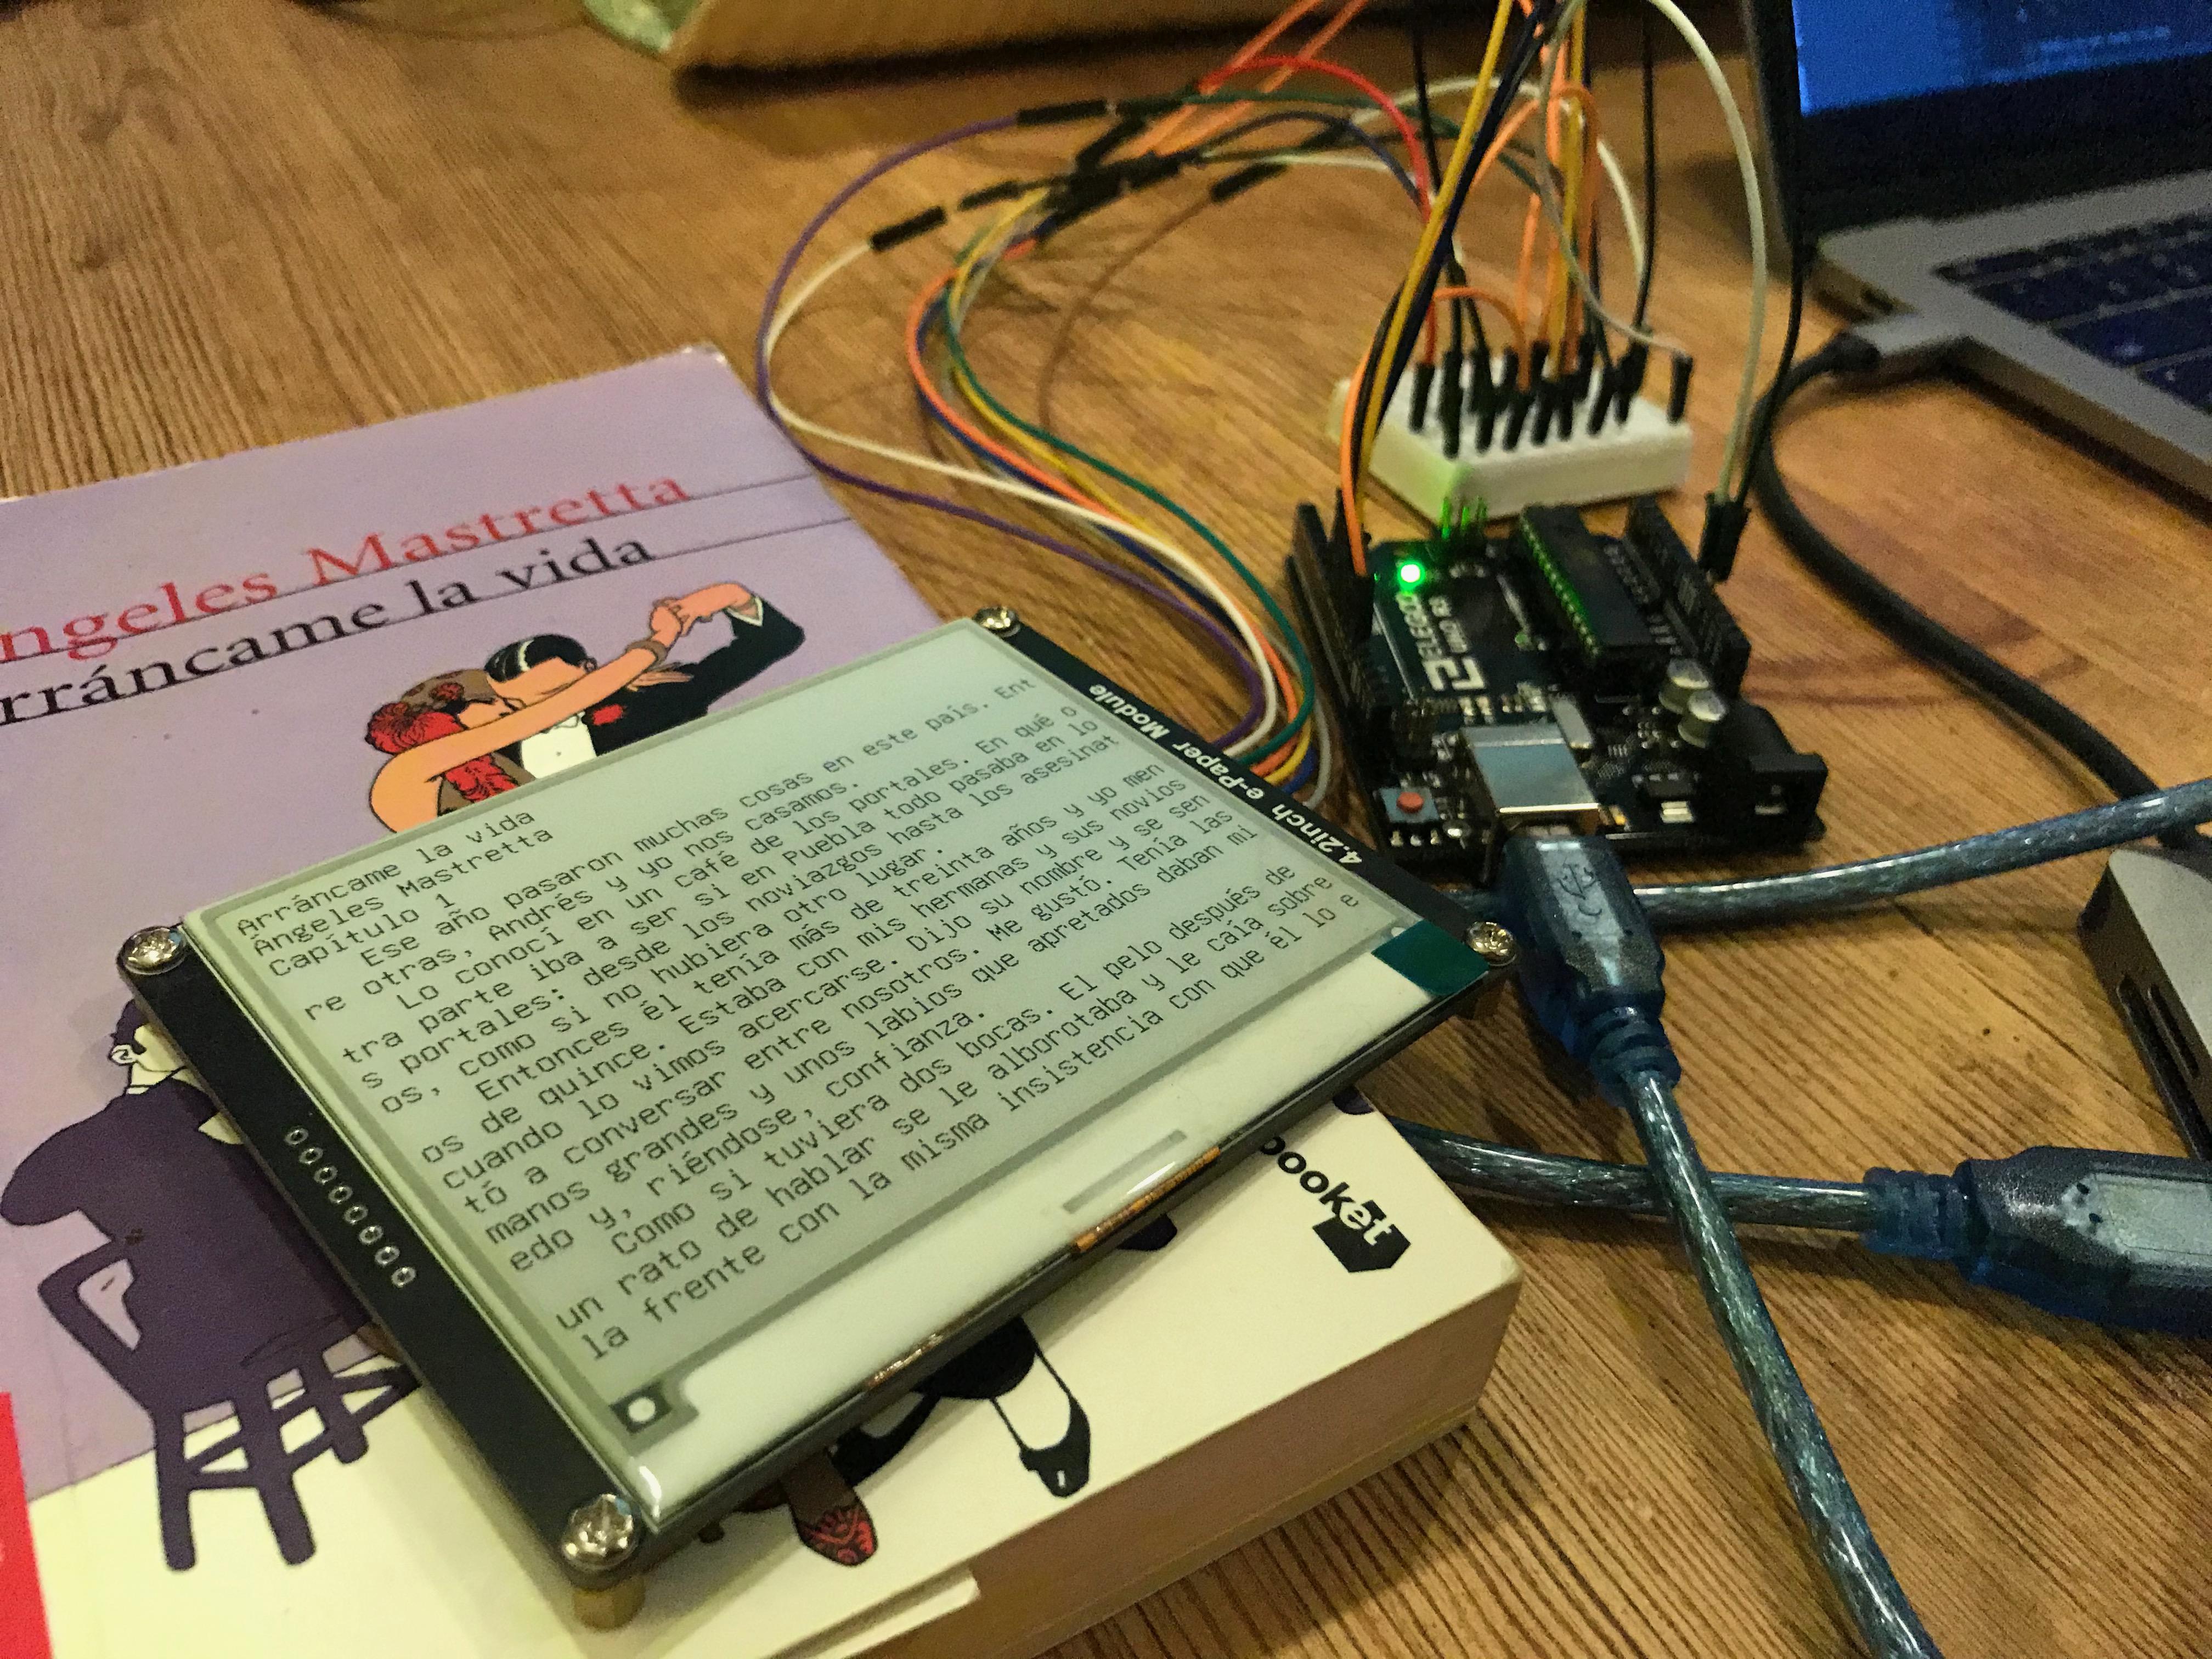 ngeles Mastretta
rráncame la vida
Arráncame la vida
Ángeles Mastretta
Capítulo 1
Ese año pasaron muchas cosas en este país. Ent
re otras, Andrés y yo nos casamos.
Lo conocí en un café de los portales. En qué o
tra parte iba a ser si en Puebla todo pasaba en lo
s portales: desde los noviazgos hasta los asesinat
os, como si no hubiera otro lugar.
Entonces él tenía más de treinta años y yo men
os de quince. Estaba con mis hermanas y sus novios
cuando lo vimos acercarse. Dijo su nombre y se sen
tó a conversar entre nosotros. Me gustó. Tenía las
manos grandes y unos labios que apretados daban mi
edo y, riéndose, confianza.
Como si tuviera dos bocas. El pelo después de
un rato de hablar se le alborotaba y le caía sobre
la frente con la misma insistencia con que él lo e
4.2inch e-Paper Module
booket
ELEGOO
UNO R3